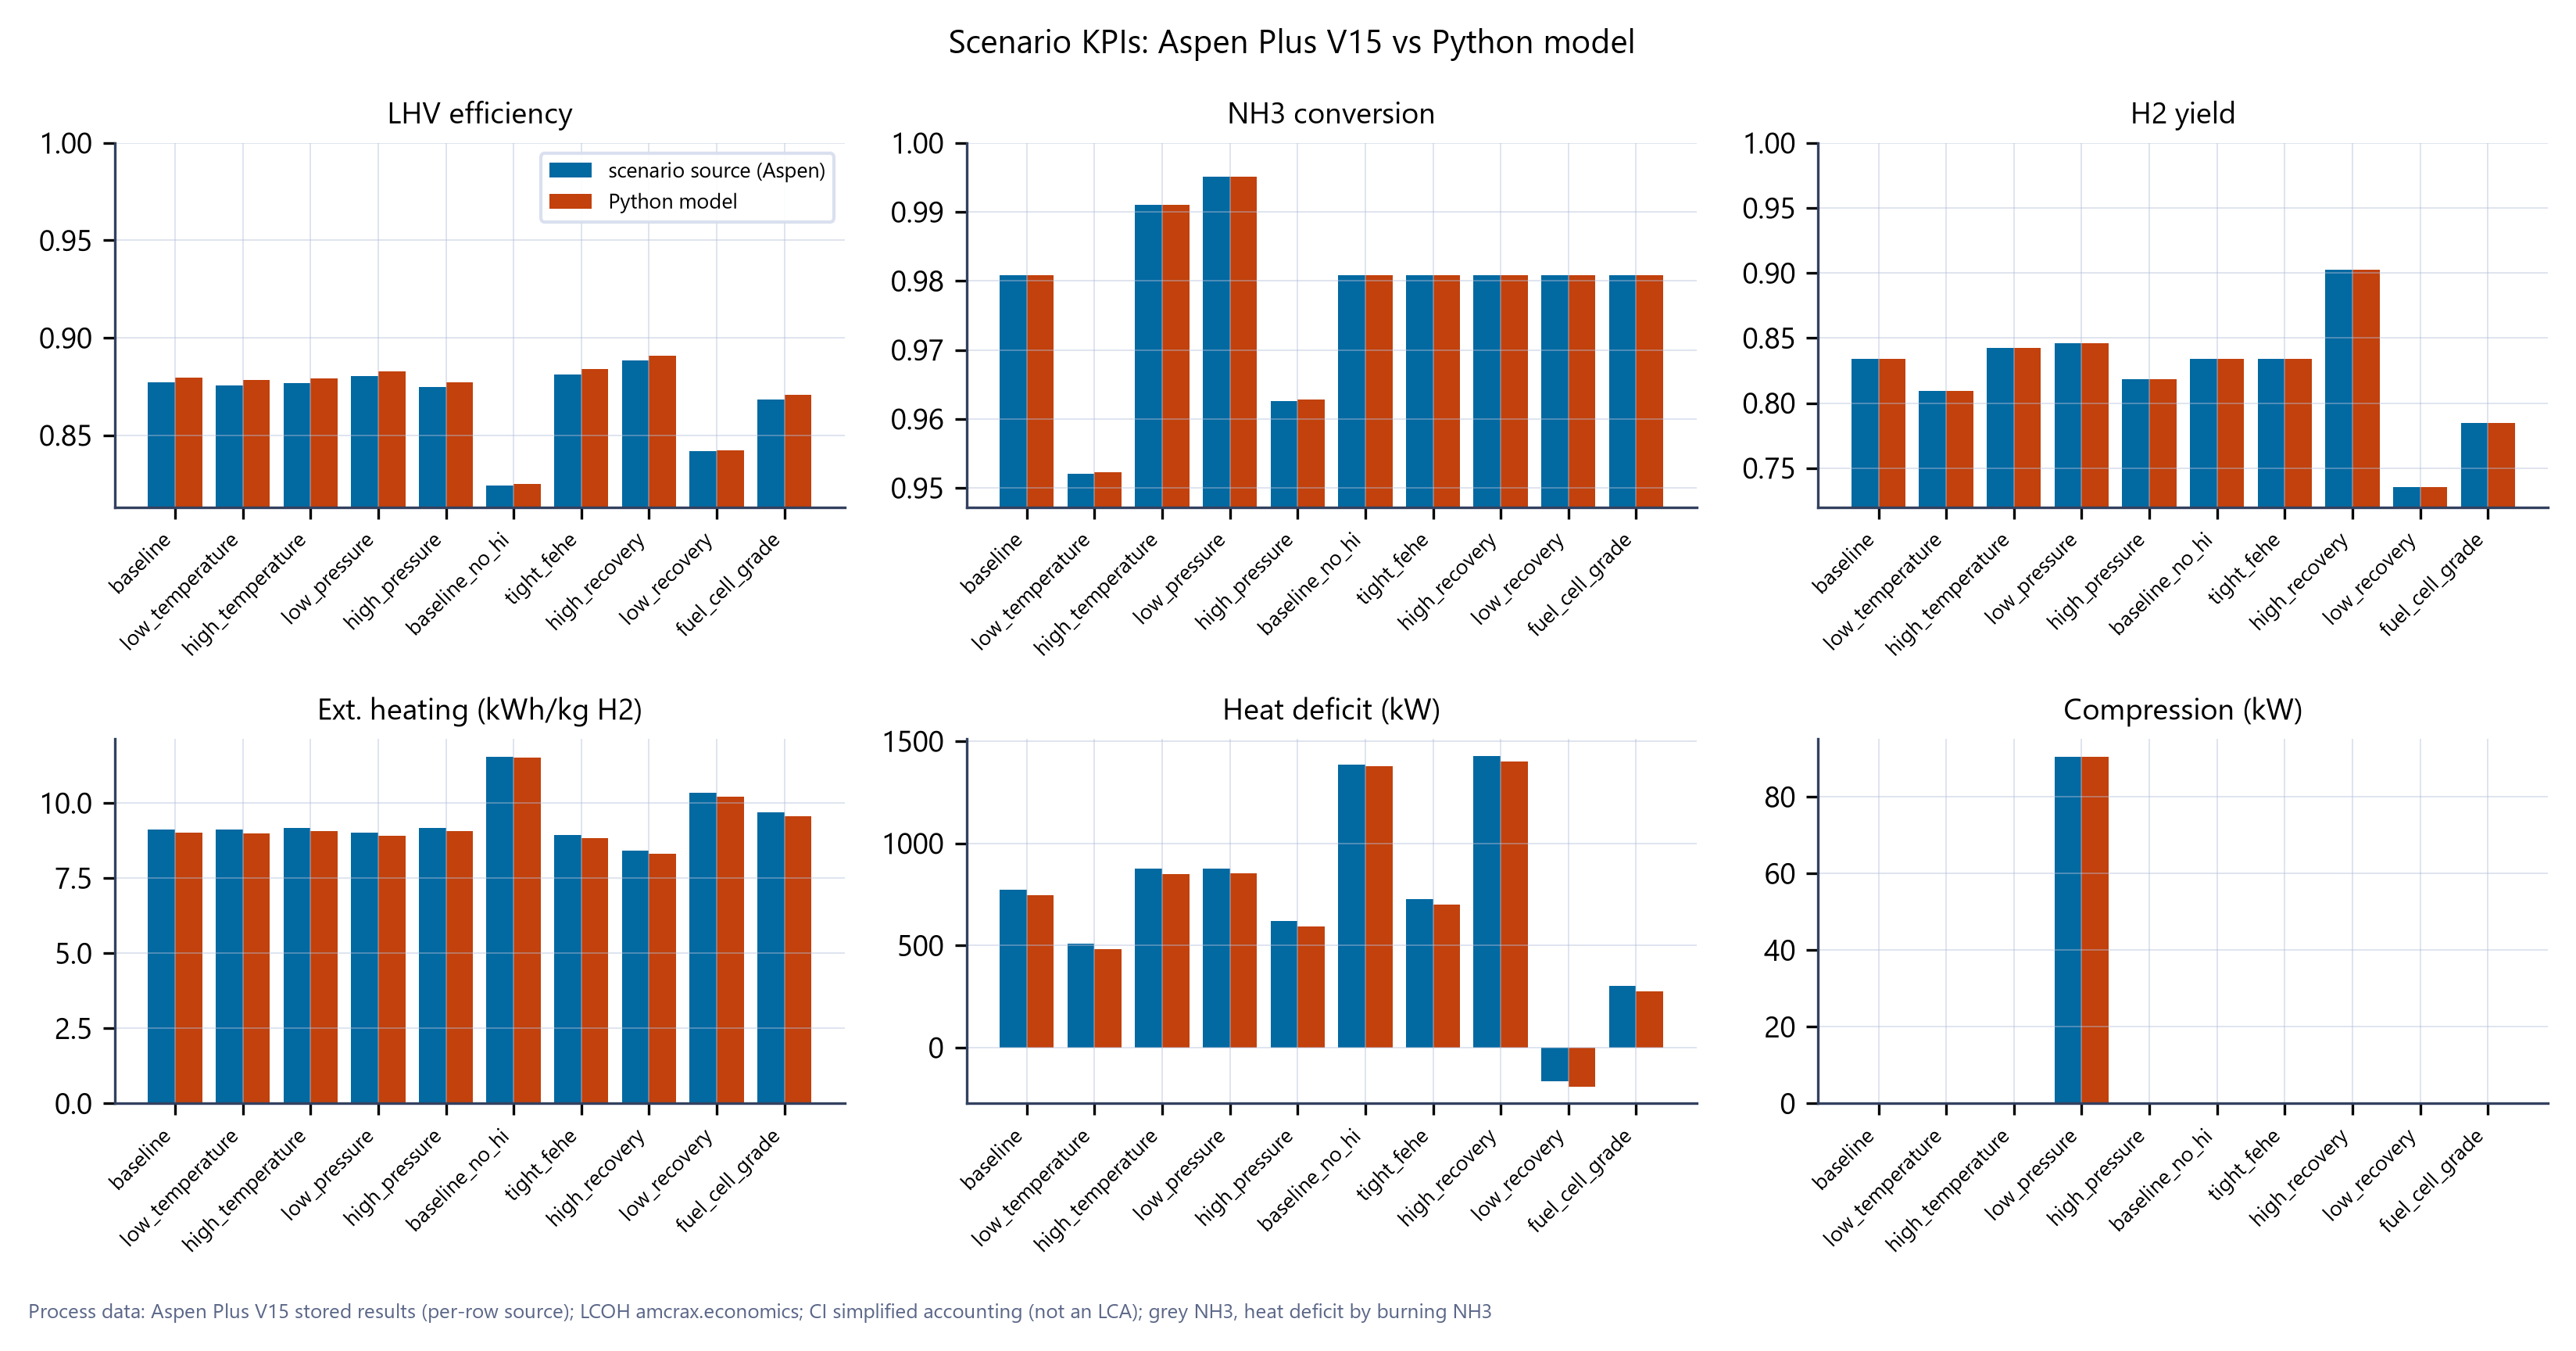 Scenario KPIs: Aspen Plus V15 vs Python model
LHV efficiency
1.00
0.95
0.90
0.85
scenario source (Aspen)
Python model
baseline
low_temperature
high_temperature
low_pressure
high_pressure
baseline_no_hi
tight_fehe
high_recovery
low_recovery
fuel_cell_grade
NH3 conversion
1.00
0.99
0.98
0.97
0.96
0.95
baseline
low_temperature
high_temperature
low_pressure
high_pressure
baseline_no_hi
tight_fehe
high_recovery
low_recovery
fuel_cell_grade
H2 yield
1.00
0.95
0.90
0.85
0.80
0.75
baseline
low_temperature
high_temperature
low_pressure
high_pressure
baseline_no_hi
tight_fehe
high_recovery
low_recovery
fuel_cell_grade
Ext. heating (kWh/kg H2)
10.0
7.5
5.0
2.5
0.0
baseline
low_temperature
high_temperature
low_pressure
high_pressure
baseline_no_hi
tight_fehe
high_recovery
low_recovery
fuel_cell_grade
Heat deficit (kW)
1500
1000
500
0
baseline
low_temperature
high_temperature
low_pressure
high_pressure
baseline_no_hi
tight_fehe
high_recovery
low_recovery
fuel_cell_grade
Compression (kW)
80
60
40
20
0
baseline
low_temperature
high_temperature
low_pressure
high_pressure
baseline_no_hi
tight_fehe
high_recovery
low_recovery
fuel_cell_grade
Process data: Aspen Plus V15 stored results (per-row source); LCOH amcrax.economics; CI simplified accounting (not an LCA); grey NH3, heat deficit by burning NH3